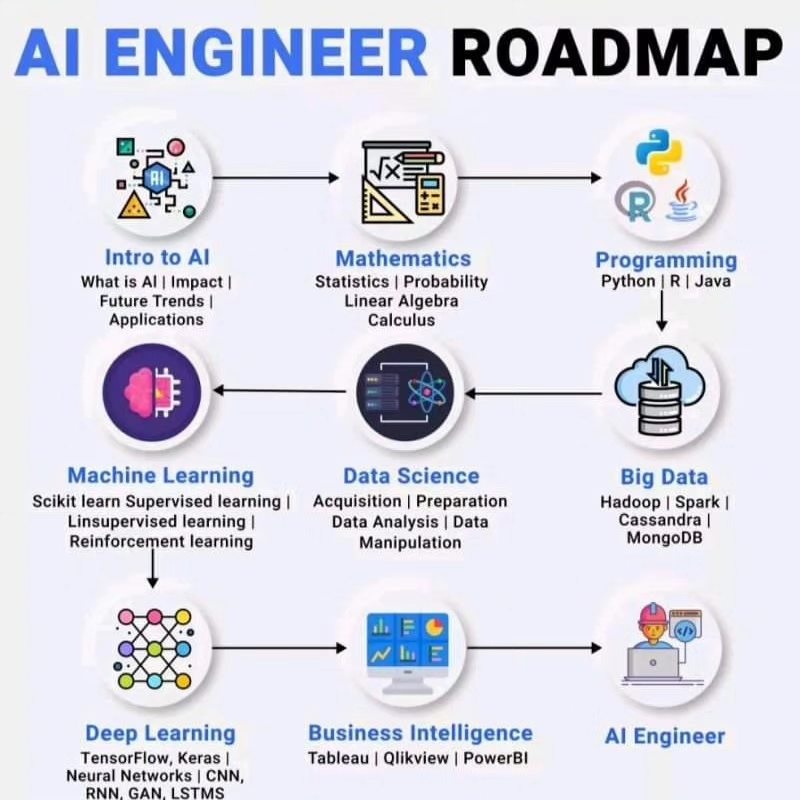 AI ENGINEER ROADMAP
AI
√x
R
Intro to AI
What is AI | Impact |
Future Trends |
Applications
Mathematics
Statistics | Probability
Linear Algebra
Calculus
Programming
Python | R | Java
Machine Learning
Scikit learn Supervised learning |
Linsupervised learning |
Reinforcement learning
Data Science
Acquisition | Preparation
Data Analysis | Data
Manipulation
Big Data
Hadoop | Spark |
Cassandra |
MongoDB
</>
Deep Learning
TensorFlow, Keras |
Neural Networks | CNN,
RNN, GAN, LSTMS
Business Intelligence
Tableau | Qlikview | PowerBI
AI Engineer